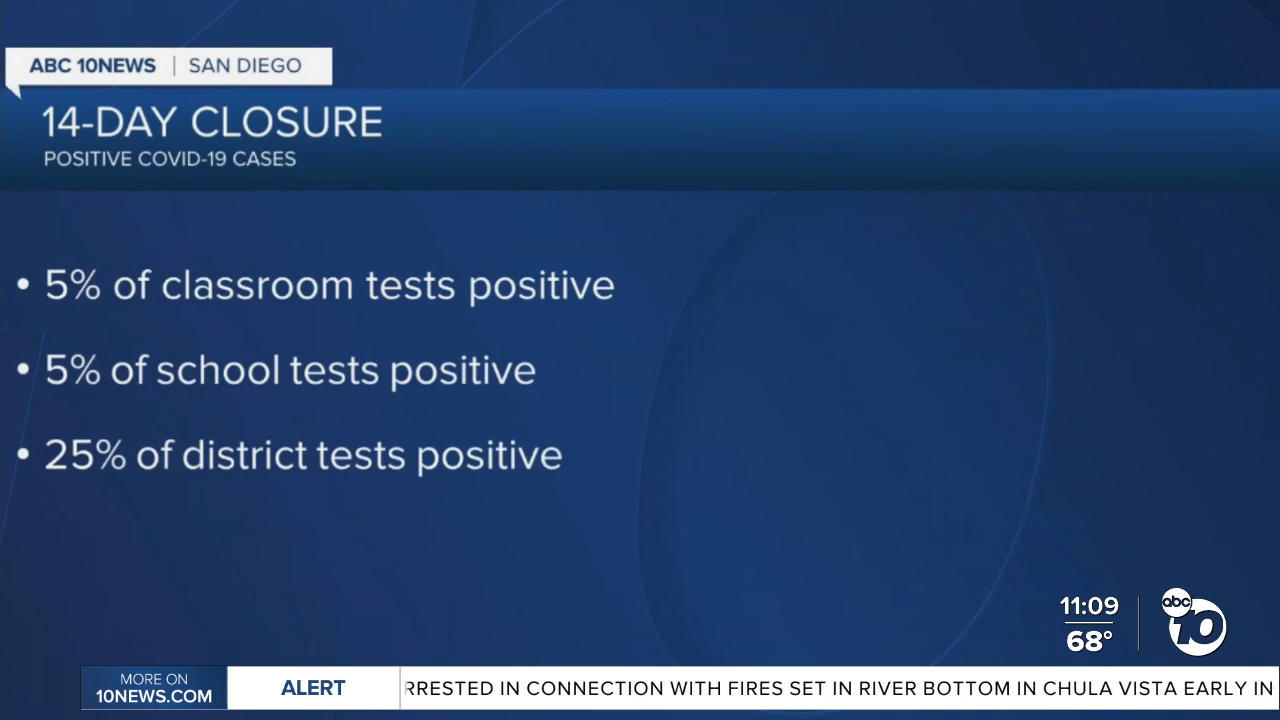 ABC 10NEWS | SAN DIEGO
14-DAY CLOSURE
POSITIVE COVID-19 CASES
• 5% of classroom tests positive
• 5% of school tests positive
• 25% of district tests positive
11:09
68°
abc
10
MORE ON
10NEWS.COM
ALERT
RRESTED IN CONNECTION WITH FIRES SET IN RIVER BOTTOM IN CHULA VISTA EARLY IN